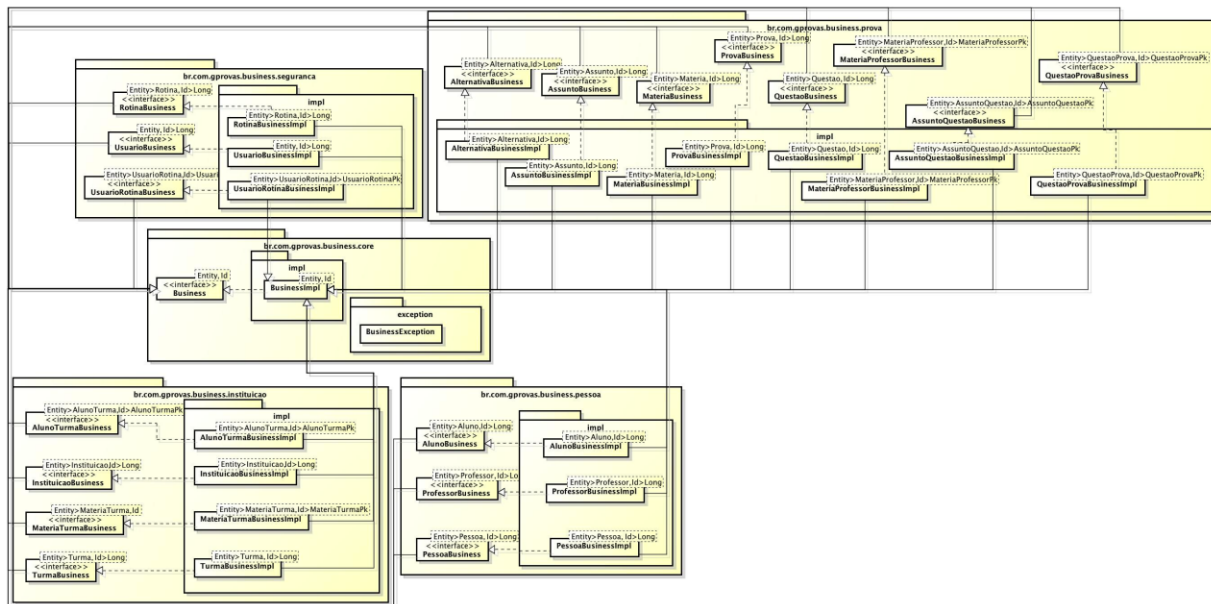 br.com.gprovas.business.prova
Entity>Prova, Id>Long
<<interface>>
ProvaBusiness
Entity>MateriaProfessor, Id>MateriaProfessorPk
<<interface>>
MateriaProfessorBusiness
Entity>QuestaoProva, Id>QuestaoProvaPk
<<interface>>
QuestaoProvaBusiness
Entity>Alternativa, Id>Long
<<interface>>
AlternativaBusiness
Entity>Assunto, Id>Long
<<interface>>
AssuntoBusiness
Entity>Materia, Id>Long
<<interface>>
MateriaBusiness
Entity>Questao, Id>Long
<<interface>>
QuestaoBusiness
Entity>AssuntoQuestao, Id>AssuntoQuestaoPk
<<interface>>
AssuntoQuestaoBusiness
impl
Entity>Alternativa, Id>Long
AlternativaBusinessImpl
Entity>Assunto, Id>Long
AssuntoBusinessImpl
Entity>Materia, Id>Long
MateriaBusinessImpl
Entity>Prova, Id>Long
ProvaBusinessImpl
Entity>Questao, Id>Long
QuestaoBusinessImpl
Entity>MateriaProfessor, Id>MateriaProfessorPk
MateriaProfessorBusinessImpl
Entity>AssuntoQuestao, Id>AssuntoQuestaoPk
AssuntoQuestaoBusinessImpl
Entity>QuestaoProva, Id>QuestaoProvaPk
QuestaoProvaBusinessImpl
br.com.gprovas.business.seguranca
Entity>Rotina, Id>Long
<<interface>>
RotinaBusiness
Entity, Id>Long
<<interface>>
UsuarioBusiness
Entity>UsuarioRotina, Id>Usuari
<<interface>>
UsuarioRotinaBusiness
impl
Entity>Rotina, Id>Long
RotinaBusinessImpl
Entity, Id>Long
UsuarioBusinessImpl
Entity>UsuarioRotina, Id>UsuarioRotinaPk
UsuarioRotinaBusinessImpl
br.com.gprovas.business.core
Entity, Id
<<interface>>
Business
impl
Entity, Id
BusinessImpl
exception
BusinessException
br.com.gprovas.business.instituicao
Entity>AlunoTurma, Id>AlunoTurmaPk
<<interface>>
AlunoTurmaBusiness
Entity>Instituicao,Id>Long
<<interface>>
InstituicaoBusiness
Entity>MateriaTurma, Id
<<interface>>
MateriaTurmaBusiness
Entity>Turma, Id>Long
<<interface>>
TurmaBusiness
impl
Entity>AlunoTurma, Id>AlunoTurmaPk
AlunoTurmaBusinessImpl
Entity>Instituicao,Id>Long
InstituicaoBusinessImpl
Entity>MateriaTurma, Id>MateriaTurmaPk
MateriaTurmaBusinessImpl
Entity>Turma, Id>Long
TurmaBusinessImpl
br.com.gprovas.business.pessoa
Entity>Aluno, Id>Long
<<interface>>
AlunoBusiness
Entity>Professor, Id>Lo
<<interface>>
ProfessorBusiness
Entity>Pessoa, Id>Long
<<interface>>
PessoaBusiness
impl
Entity>Aluno, Id>Long
AlunoBusinessImpl
Entity>Professor, Id>Long
ProfessorBusinessImpl
Entity>Pessoa, Id>Long
PessoaBusinessImpl